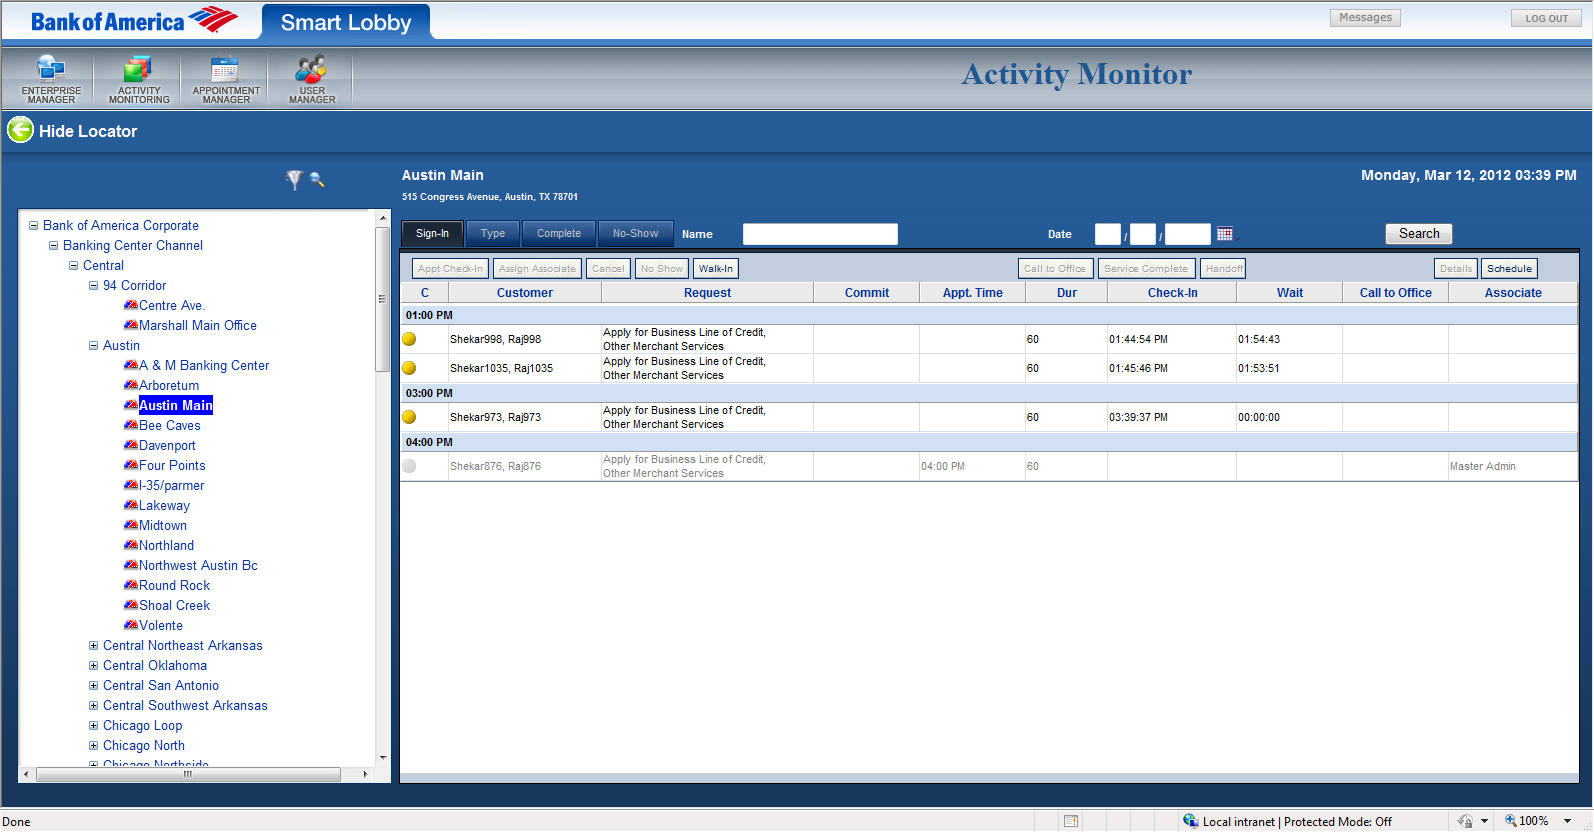 Bank of America
Smart Lobby
Messages
LOG OUT
ENTERPRISE
MANAGER
ACTIVITY
MONITORING
APPOINTMENT
MANAGER
USER
MANAGER
Activity Monitor
Hide Locator
Austin Main
Monday, Mar 12, 2012 03:39 PM
515 Congress Avenue, Austin, TX 78701
Bank of America Corporate
Banking Center Channel
Central
94 Corridor
Centre Ave.
Marshall Main Office
Austin
A & M Banking Center
Arboretum
Austin Main
Bee Caves
Davenport
Four Points
I-35/parmer
Lakeway
Midtown
Northland
Northwest Austin Bc
Round Rock
Shoal Creek
Volente
Central Northeast Arkansas
Central Oklahoma
Central San Antonio
Central Southwest Arkansas
Chicago Loop
Chicago North
Chicago Northside
Sign-In Type Complete No-Show Name Date / / Search
Appt Check-In Assign Associate Cancel No Show Walk-In Call to Office Service Complete Handoff Details Schedule
C Customer Request Commit Appt. Time Dur Check-In Wait Call to Office Associate
01:00 PM
Shekar998, Raj998 Apply for Business Line of Credit, 60 01:44:54 PM 01:54:43
Other Merchant Services
Shekar1035, Raj1035 Apply for Business Line of Credit, 60 01:45:46 PM 01:53:51
Other Merchant Services
03:00 PM
Shekar973, Raj973 Apply for Business Line of Credit, 60 03:39:37 PM 00:00:00
Other Merchant Services
04:00 PM
Shekar876, Raj876 Apply for Business Line of Credit, 04:00 PM 60 Master Admin
Other Merchant Services
Done
Local intranet | Protected Mode: Off
100%